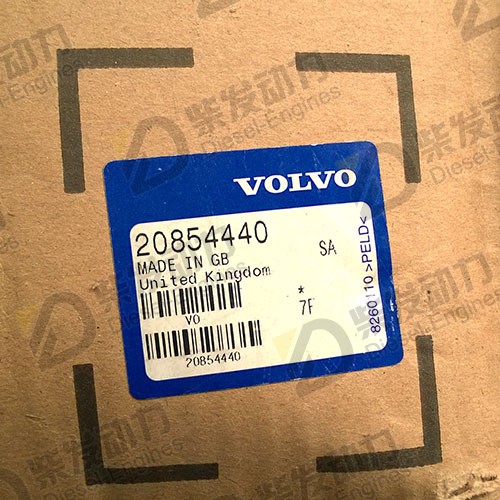 VOLVO
20854440
MADE IN GB
United Kingdom
SA
*
7F
VO
20854440
8260110 >PELD<
柴发动力
Diesel-Engines